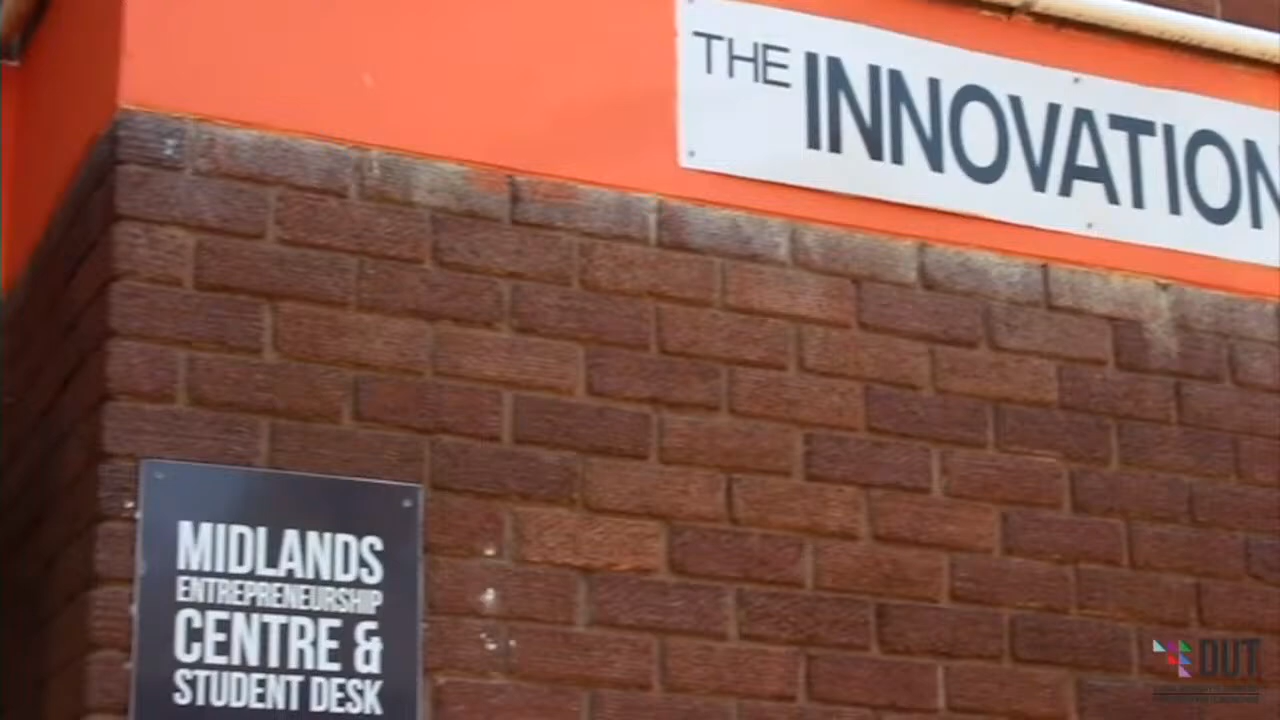 THE INNOVATION
MIDLANDS
ENTREPRENEURSHIP
CENTRE &
STUDENT DESK
DUT